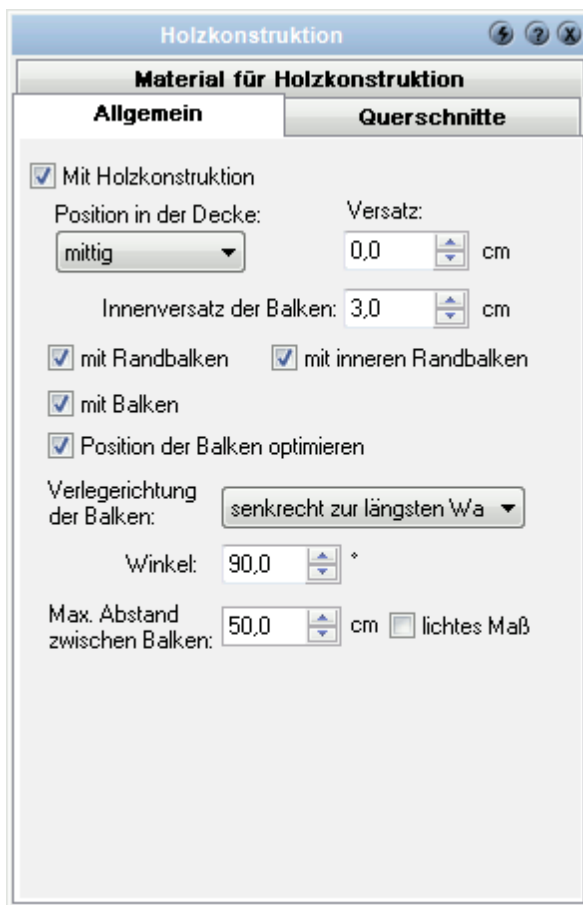 Holzkonstruktion
Material für Holzkonstruktion
Allgemein Querschnitte
Mit Holzkonstruktion
Position in der Decke: Versatz:
mittig 0,0 cm
Innenversatz der Balken: 3,0 cm
mit Randbalken mit inneren Randbalken
mit Balken
Position der Balken optimieren
Verlegerichtung
der Balken: senkrecht zur längsten Wa
Winkel: 90,0 °
Max. Abstand
zwischen Balken: 50,0 cm lichtes Maß